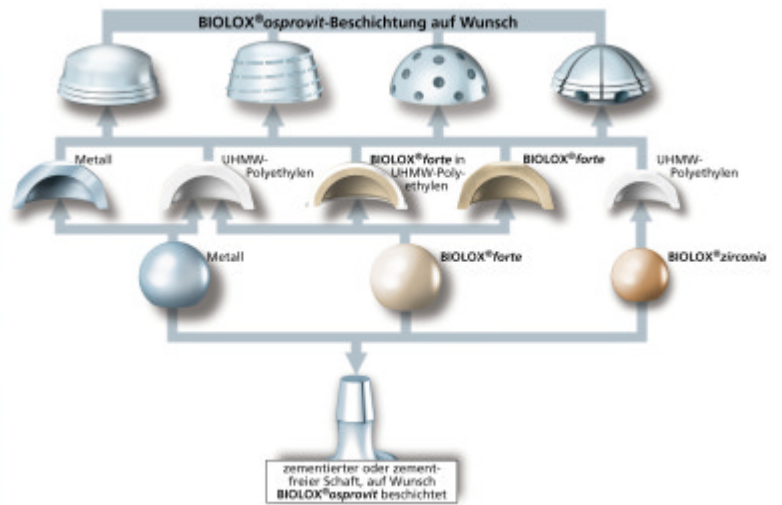 BIOLOX®osprovit-Beschichtung auf Wunsch
Metall
UHMW-
Polyethylen
BIOLOX®forte in
UHMW-Poly-
ethylen
BIOLOX®forte
UHMW-
Polyethylen
Metall
BIOLOX®forte
BIOLOX®zirconia
zementierter oder zement-
freier Schaft, auf Wunsch
BIOLOX®osprovit beschichtet